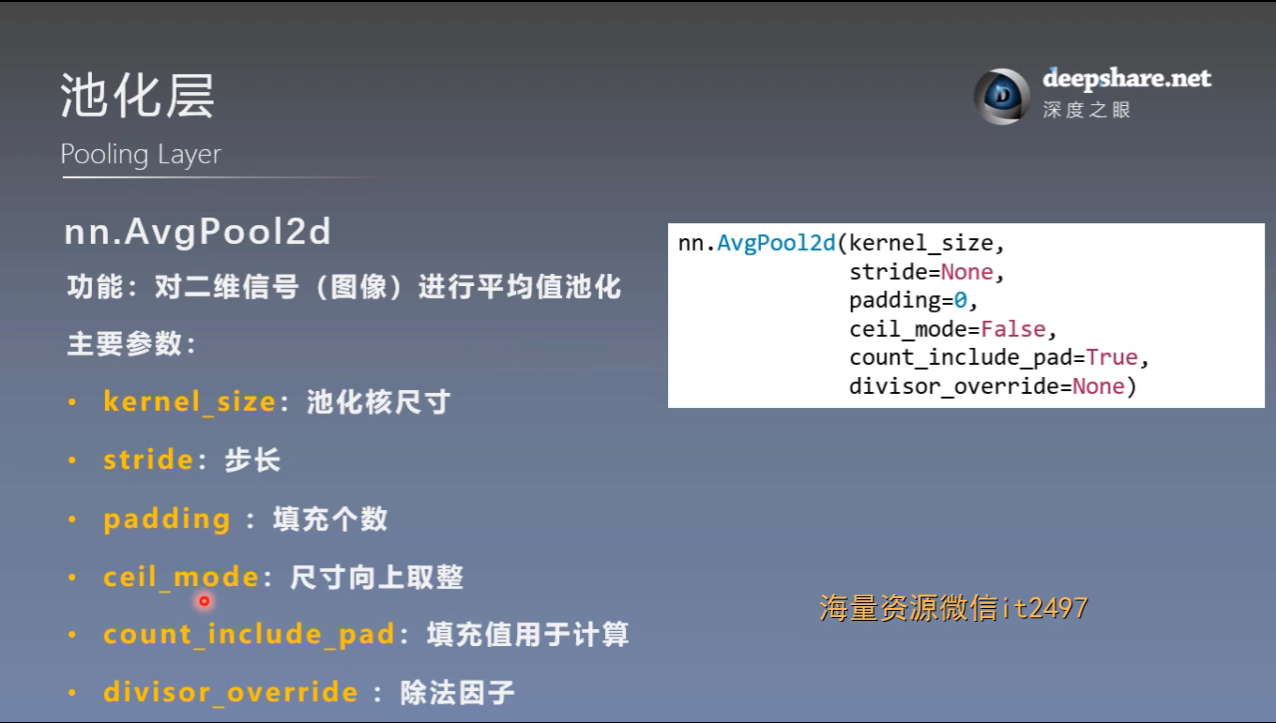 池化层
Pooling Layer
deepshare.net
深度之眼
nn.AvgPool2d
功能：对二维信号（图像）进行平均值池化
主要参数：
• kernel_size：池化核尺寸
• stride：步长
• padding ：填充个数
• ceil_mode：尺寸向上取整
• count_include_pad：填充值用于计算
• divisor_override ：除法因子
nn.AvgPool2d(kernel_size,
stride=None,
padding=0,
ceil_mode=False,
count_include_pad=True,
divisor_override=None)
海量资源微信it2497